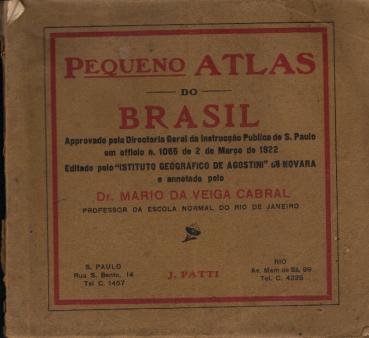 PEQUENO ATLAS
DO
BRASIL
Approvado pela Directoria Geral da Instrucção Publica de S. Paulo
em officio n. 1065 de 2 de Março de 1922
Editado pelo "ISTITUTO GEOGRAFICO DE AGOSTINI" de NOVARA
e annotado pelo
Dr. MARIO DA VEIGA CABRAL
PROFESSOR DA ESCOLA NORMAL DO RIO DE JANEIRO
S. PAULO
Rua S. Bento, 14
Tel C. 1457
J. PATTI
RIO
Av. Mem de Sá, 99
Tel. C. 4225